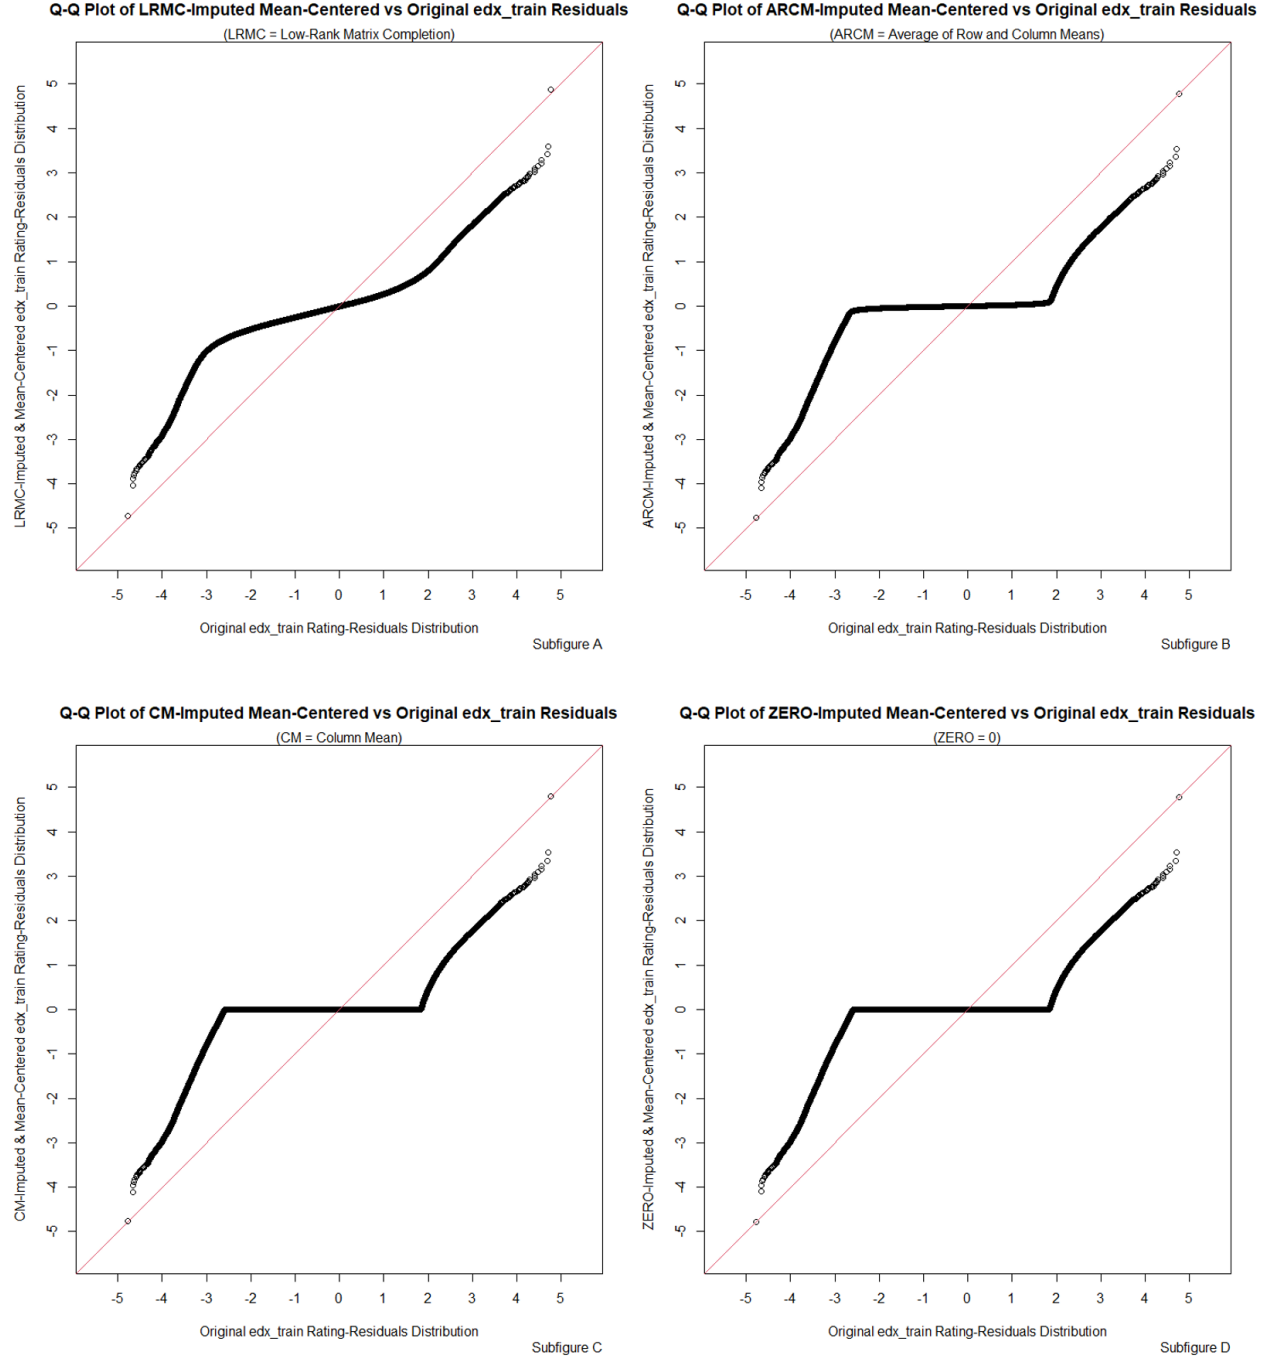 Q-Q Plot of LRMC-Imputed Mean-Centered vs Original edx_train Residuals
(LRMC = Low-Rank Matrix Completion)
LRMC-Imputed & Mean-Centered edx_train Rating-Residuals Distribution
5
4
3
2
1
0
-1
-2
-3
-4
-5
-5 -4 -3 -2 -1 0 1 2 3 4 5
Original edx_train Rating-Residuals Distribution
Subfigure A
Q-Q Plot of ARCM-Imputed Mean-Centered vs Original edx_train Residuals
(ARCM = Average of Row and Column Means)
ARCM-Imputed & Mean-Centered edx_train Rating-Residuals Distribution
5
4
3
2
1
0
-1
-2
-3
-4
-5
-5 -4 -3 -2 -1 0 1 2 3 4 5
Original edx_train Rating-Residuals Distribution
Subfigure B
Q-Q Plot of CM-Imputed Mean-Centered vs Original edx_train Residuals
(CM = Column Mean)
CM-Imputed & Mean-Centered edx_train Rating-Residuals Distribution
5
4
3
2
1
0
-1
-2
-3
-4
-5
-5 -4 -3 -2 -1 0 1 2 3 4 5
Original edx_train Rating-Residuals Distribution
Subfigure C
Q-Q Plot of ZERO-Imputed Mean-Centered vs Original edx_train Residuals
(ZERO = 0)
ZERO-Imputed & Mean-Centered edx_train Rating-Residuals Distribution
5
4
3
2
1
0
-1
-2
-3
-4
-5
-5 -4 -3 -2 -1 0 1 2 3 4 5
Original edx_train Rating-Residuals Distribution
Subfigure D